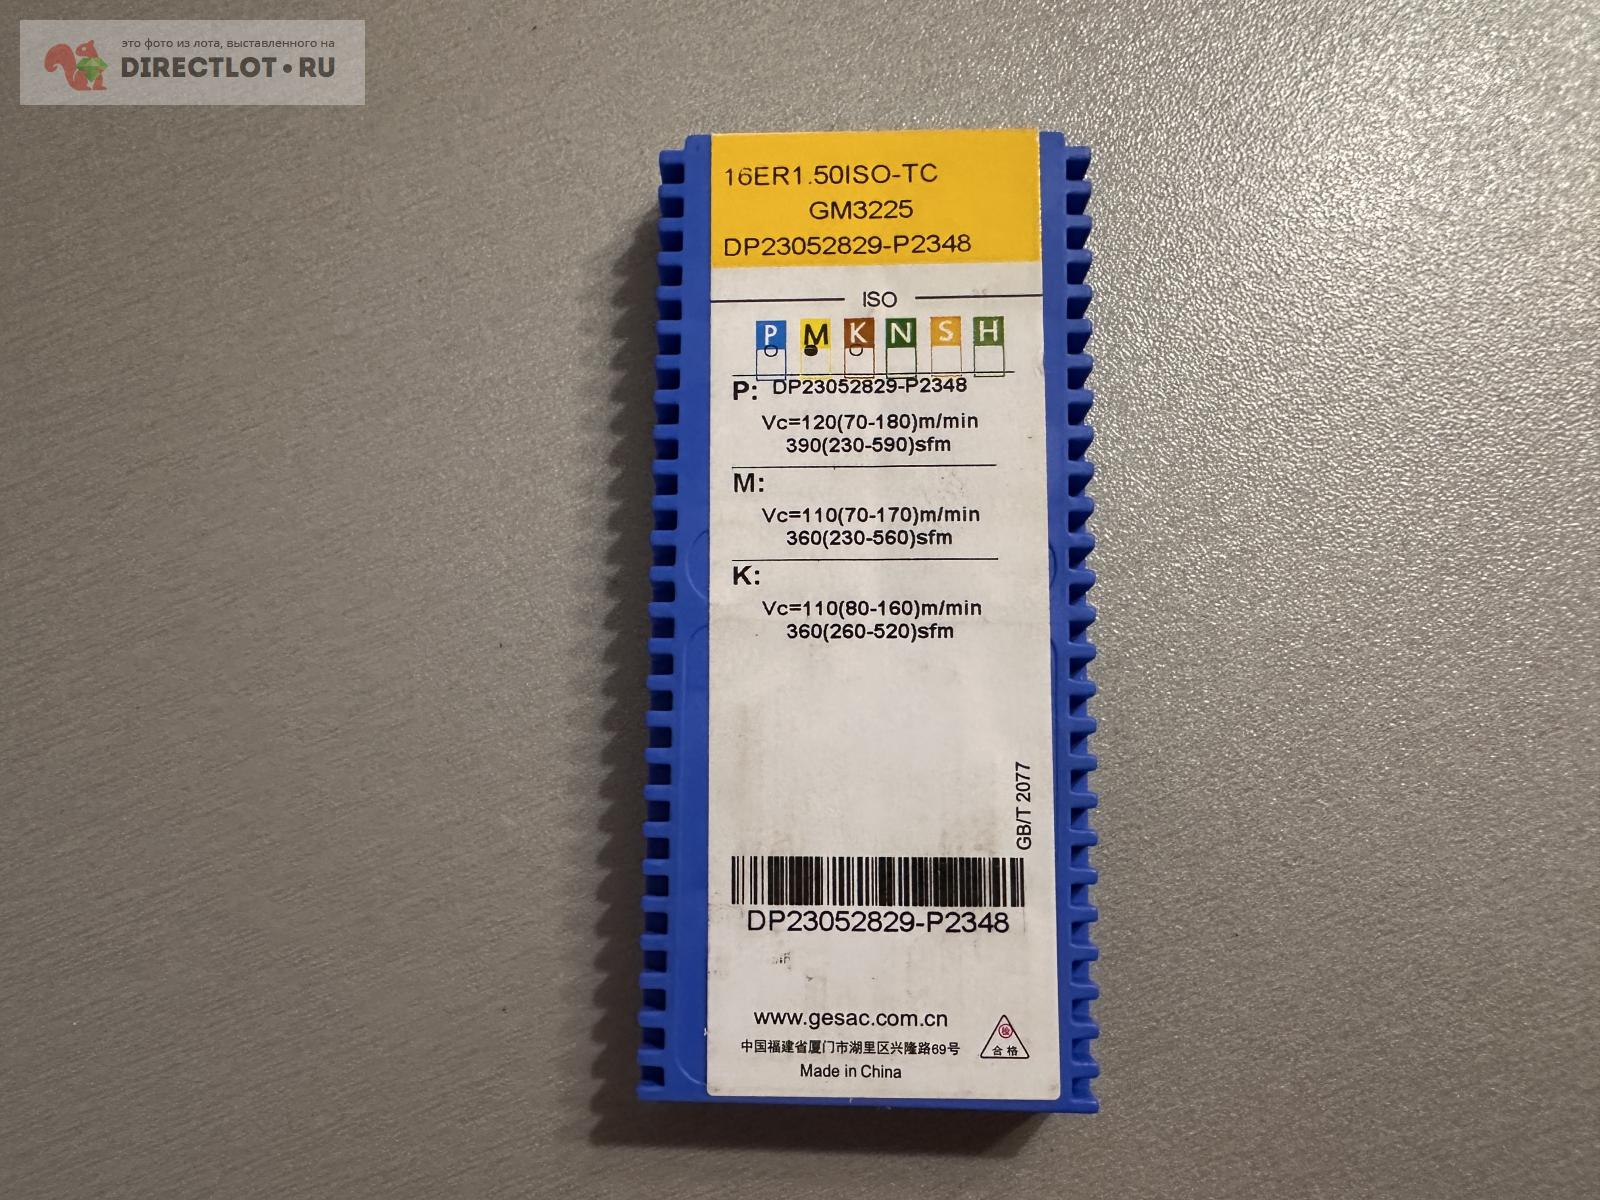 это фото из лота, выставленного на
DIRECTLOT•RU
16ER1.50ISO-TC
GM3225
DP23052829-P2348
ISO
P M K N S H
P: DP23052829-P2348
Vc=120(70-180)m/min
390(230-590)sfm
M:
Vc=110(70-170)m/min
360(230-560)sfm
K:
Vc=110(80-160)m/min
360(260-520)sfm
GB/T 2077
DP23052829-P2348
www.gesac.com.cn
中国福建省厦门市湖里区兴隆路69号
检
合格
Made in China